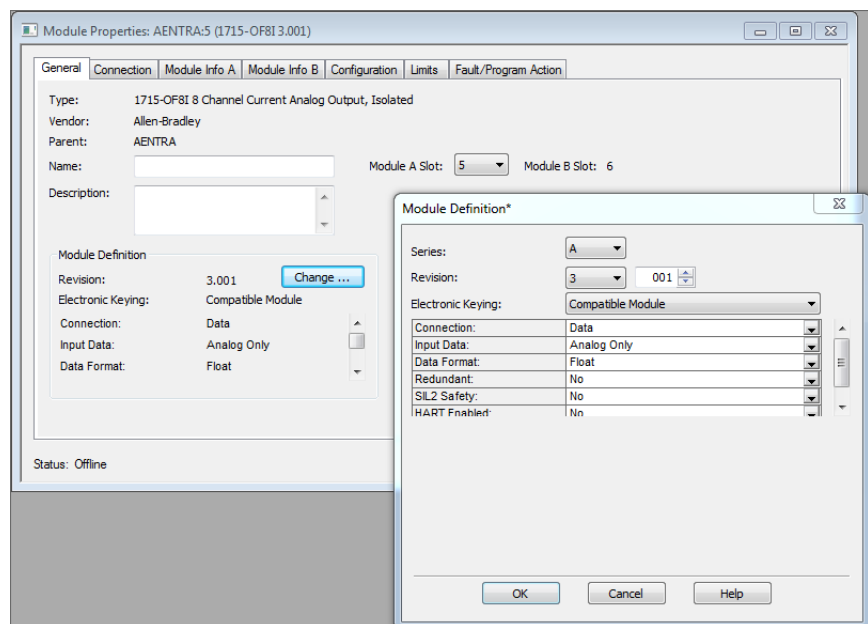 Module Properties: AENTRA:5 (1715-OF8I 3.001)
General Connection Module Info A Module Info B Configuration Limits Fault/Program Action
Type: 1715-OF8I 8 Channel Current Analog Output, Isolated
Vendor: Allen-Bradley
Parent: AENTRA
Name: Module A Slot: 5 Module B Slot: 6
Description:
Module Definition
Revision: 3.001 Change ...
Electronic Keying: Compatible Module
Connection: Data
Input Data: Analog Only
Data Format: Float
Status: Offline
Module Definition*
Series: A
Revision: 3 001
Electronic Keying: Compatible Module
Connection: Data
Input Data: Analog Only
Data Format: Float
Redundant: No
SIL2 Safety: No
HART Enabled: No
OK Cancel Help